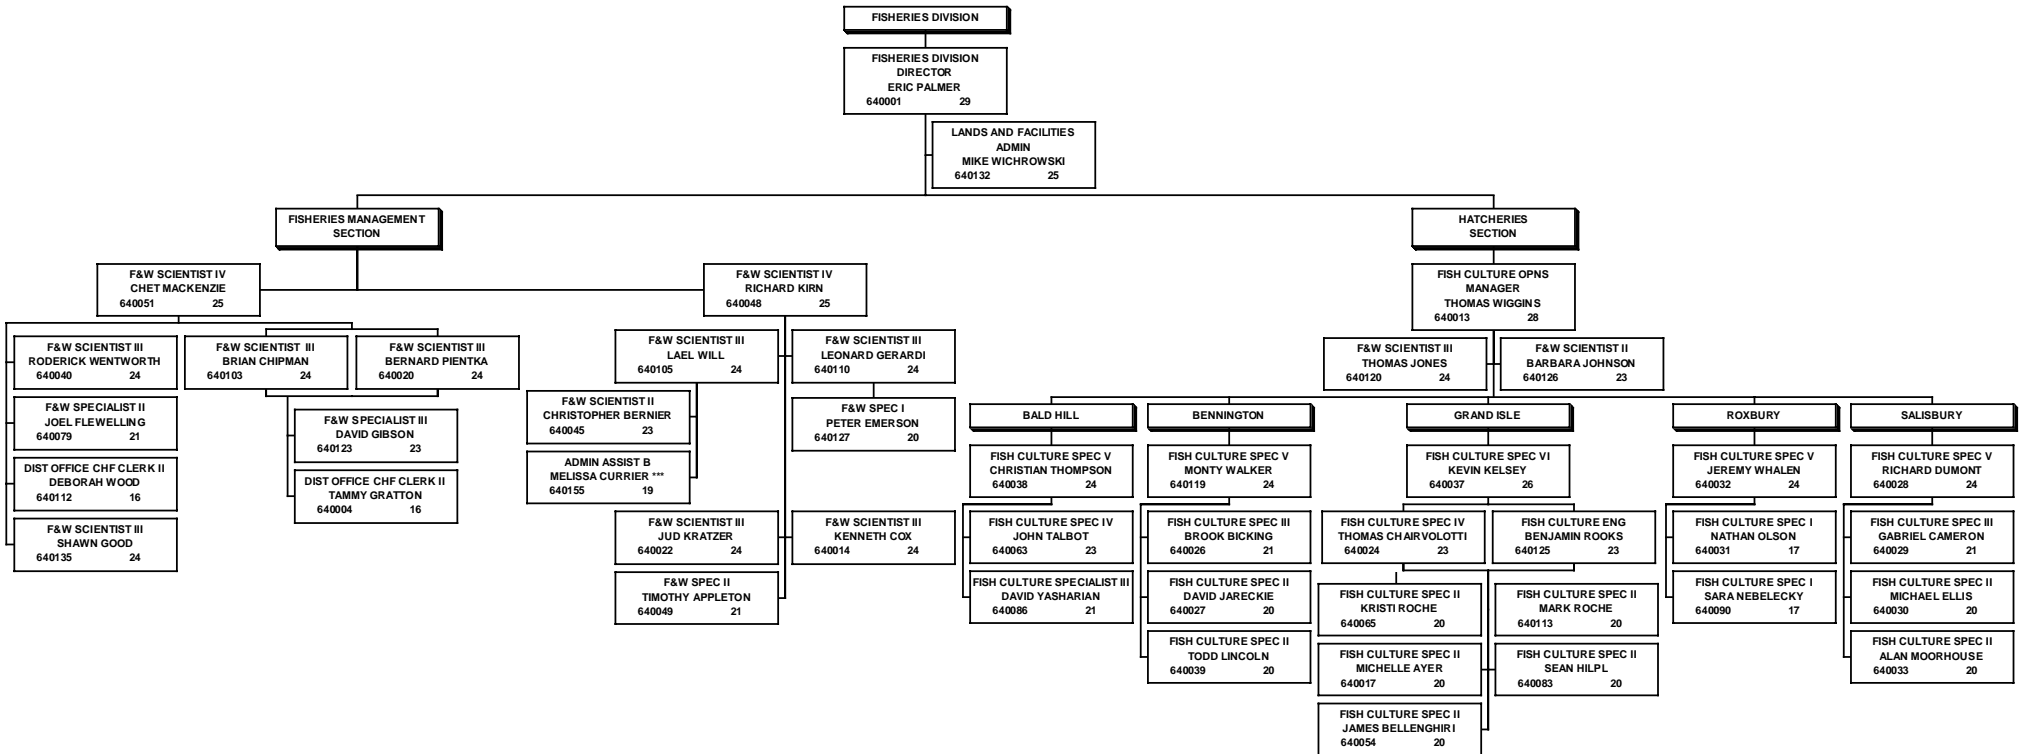 FISHERIES DIVISION
FISHERIES DIVISION
DIRECTOR
ERIC PALMER
640001 29
LANDS AND FACILITIES
ADMIN
MIKE WICHROWSKI
640132 25
FISHERIES MANAGEMENT
SECTION
F&W SCIENTIST IV
CHET MACKENZIE
640051 25
F&W SCIENTIST III
RODERICK WENTWORTH
640040 24
F&W SPECIALIST II
JOEL FLEWELLING
640079 21
DIST OFFICE CHF CLERK II
DEBORAH WOOD
640112 16
F&W SCIENTIST III
SHAWN GOOD
640135 24
F&W SCIENTIST III
BRIAN CHIPMAN
640103 24
F&W SCIENTIST III
BERNARD PIENTKA
640020 24
F&W SPECIALIST III
DAVID GIBSON
640123 23
DIST OFFICE CHF CLERK II
TAMMY GRATTON
640004 16
F&W SCIENTIST IV
RICHARD KIRN
640048 25
F&W SCIENTIST III
LAEL WILL
640105 24
F&W SCIENTIST II
CHRISTOPHER BERNIER
640045 23
ADMIN ASSIST B
MELISSA CURRIER ***
640155 19
F&W SCIENTIST III
LEONARD GERARDI
640110 24
F&W SPEC I
PETER EMERSON
640127 20
F&W SCIENTIST III
JUD KRATZER
640022 24
F&W SCIENTIST III
KENNETH COX
640014 24
F&W SPEC II
TIMOTHY APPLETON
640049 21
HATCHERIES
SECTION
FISH CULTURE OPNS
MANAGER
THOMAS WIGGINS
640013 28
F&W SCIENTIST III
THOMAS JONES
640120 24
F&W SCIENTIST II
BARBARA JOHNSON
640126 23
BALD HILL
FISH CULTURE SPEC V
CHRISTIAN THOMPSON
640038 24
FISH CULTURE SPEC IV
JOHN TALBOT
640063 23
FISH CULTURE SPECIALIST III
DAVID YASHARIAN
640086 21
BENNINGTON
FISH CULTURE SPEC V
MONTY WALKER
640119 24
FISH CULTURE SPEC III
BROOK BICKING
640026 21
FISH CULTURE SPEC II
DAVID JARECKIE
640027 20
FISH CULTURE SPEC II
TODD LINCOLN
640039 20
GRAND ISLE
FISH CULTURE SPEC VI
KEVIN KELSEY
640037 26
FISH CULTURE SPEC IV
THOMAS CHAIRVOLOTTI
640024 23
FISH CULTURE ENG
BENJAMIN ROOKS
640125 23
FISH CULTURE SPEC II
KRISTI ROCHE
640065 20
FISH CULTURE SPEC II
MARK ROCHE
640113 20
FISH CULTURE SPEC II
MICHELLE AYER
640017 20
FISH CULTURE SPEC II
SEAN HILPL
640083 20
FISH CULTURE SPEC II
JAMES BELLENGHIRI
640054 20
ROXBURY
FISH CULTURE SPEC V
JEREMY WHALEN
640032 24
FISH CULTURE SPEC I
NATHAN OLSON
640031 17
FISH CULTURE SPEC I
SARA NEBELECKY
640090 17
SALISBURY
FISH CULTURE SPEC V
RICHARD DUMONT
640028 24
FISH CULTURE SPEC III
GABRIEL CAMERON
640029 21
FISH CULTURE SPEC II
MICHAEL ELLIS
640030 20
FISH CULTURE SPEC II
ALAN MOORHOUSE
640033 20